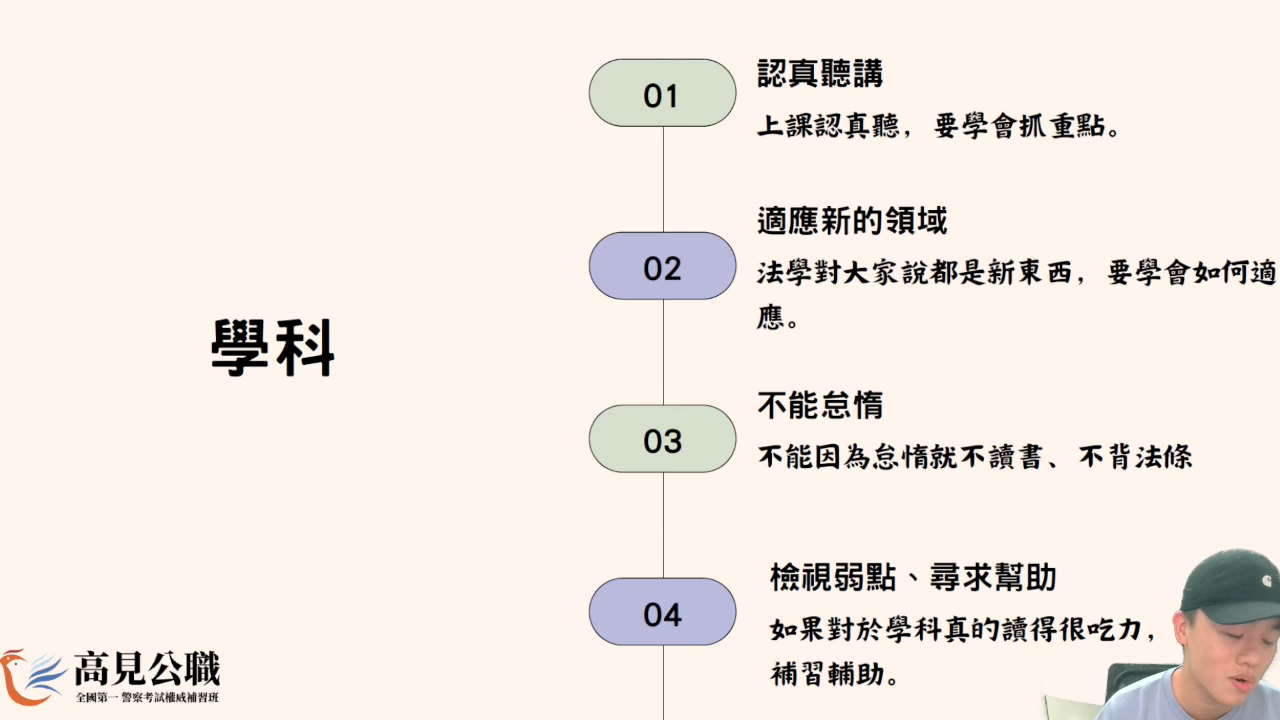 學科
01
認真聽講
上課認真聽，要學會抓重點。
02
適應新的領域
法學對大家說都是新東西，要學會如何適
應。
03
不能怠惰
不能因為怠惰就不讀書、不背法條
04
檢視弱點、尋求幫助
如果對於學科真的讀得很吃力，
補習輔助。
高見公職
全國第一警察考試權威補習班